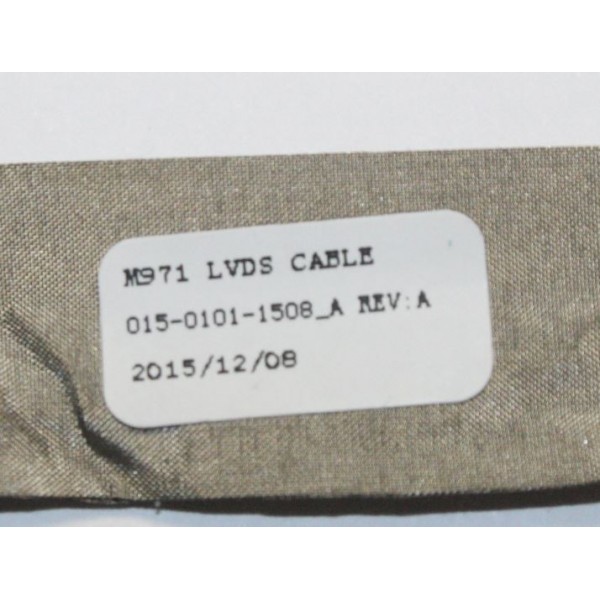 M971 LVDS CABLE
015-0101-1508_A REV:A
2015/12/08